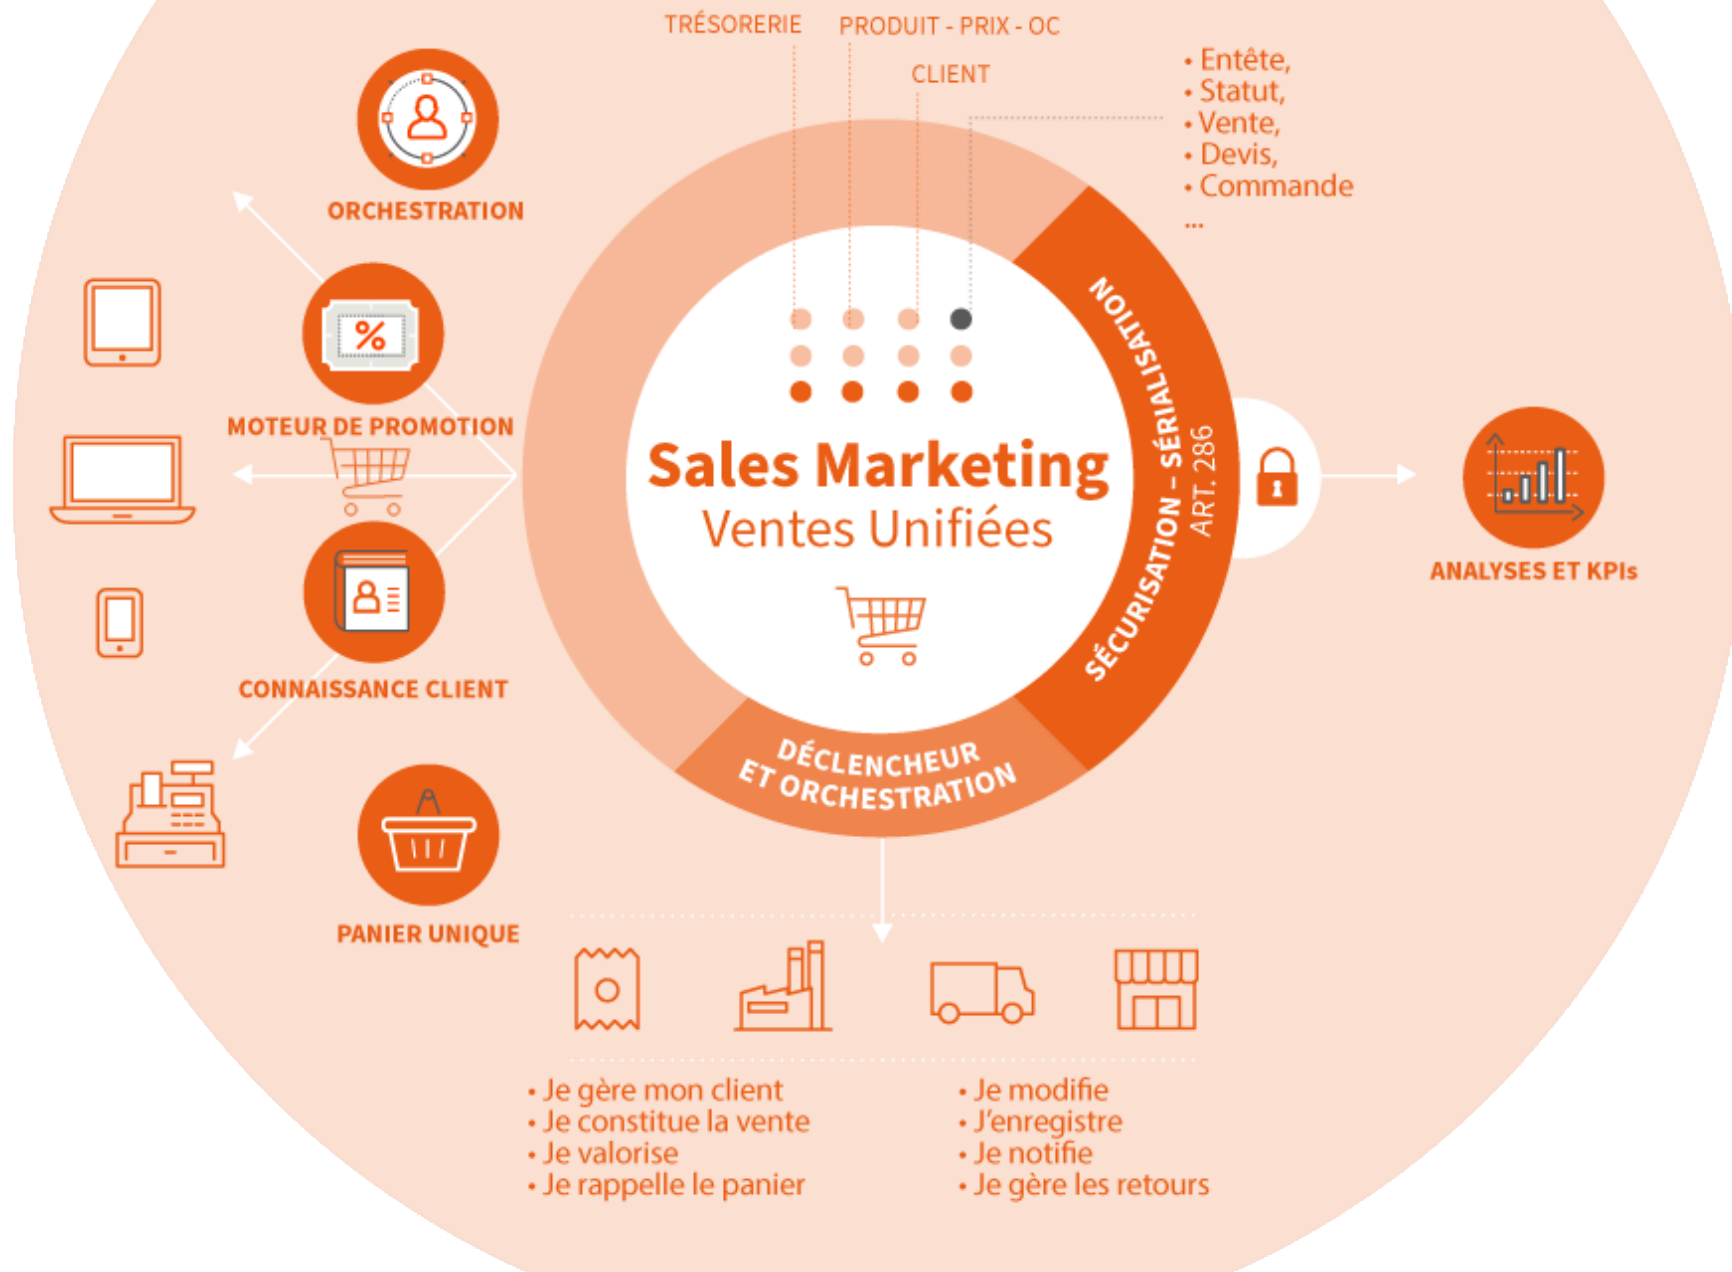 TRÉSORERIE
PRODUIT - PRIX - OC
CLIENT
• Entête,
• Statut,
• Vente,
• Devis,
• Commande
...
ORCHESTRATION
%
MOTEUR DE PROMOTION
CONNAISSANCE CLIENT
PANIER UNIQUE
Sales Marketing
Ventes Unifiées
SÉCURISATION – SÉRIALISATION
ART. 286
DÉCLENCHEUR
ET ORCHESTRATION
ANALYSES ET KPIs
• Je gère mon client
• Je constitue la vente
• Je valorise
• Je rappelle le panier
• Je modifie
• J'enregistre
• Je notifie
• Je gère les retours